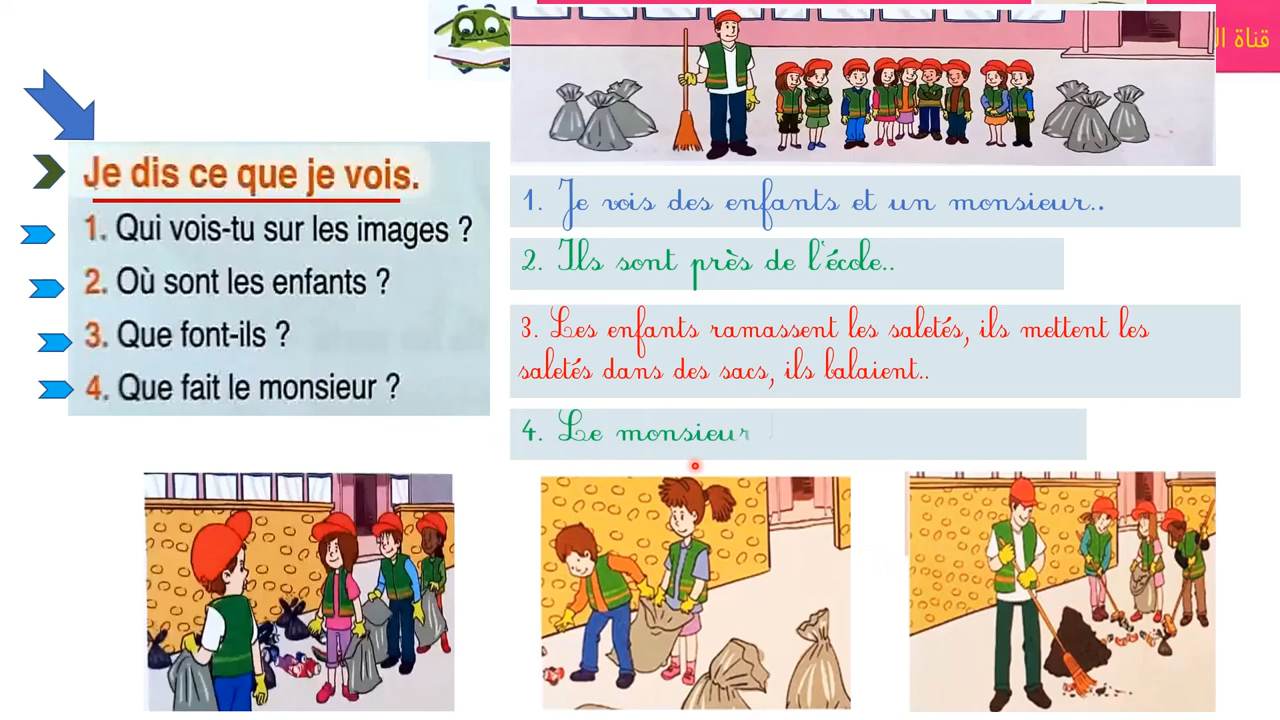 قناة
Je dis ce que je vois.
1. Qui vois-tu sur les images ?
2. Où sont les enfants ?
3. Que font-ils ?
4. Que fait le monsieur ?
1. Je vois des enfants et un monsieur..
2. Ils sont près de l'école..
3. Les enfants ramassent les saletés, ils mettent les
saletés dans des sacs, ils balaient..
4. Le monsieur